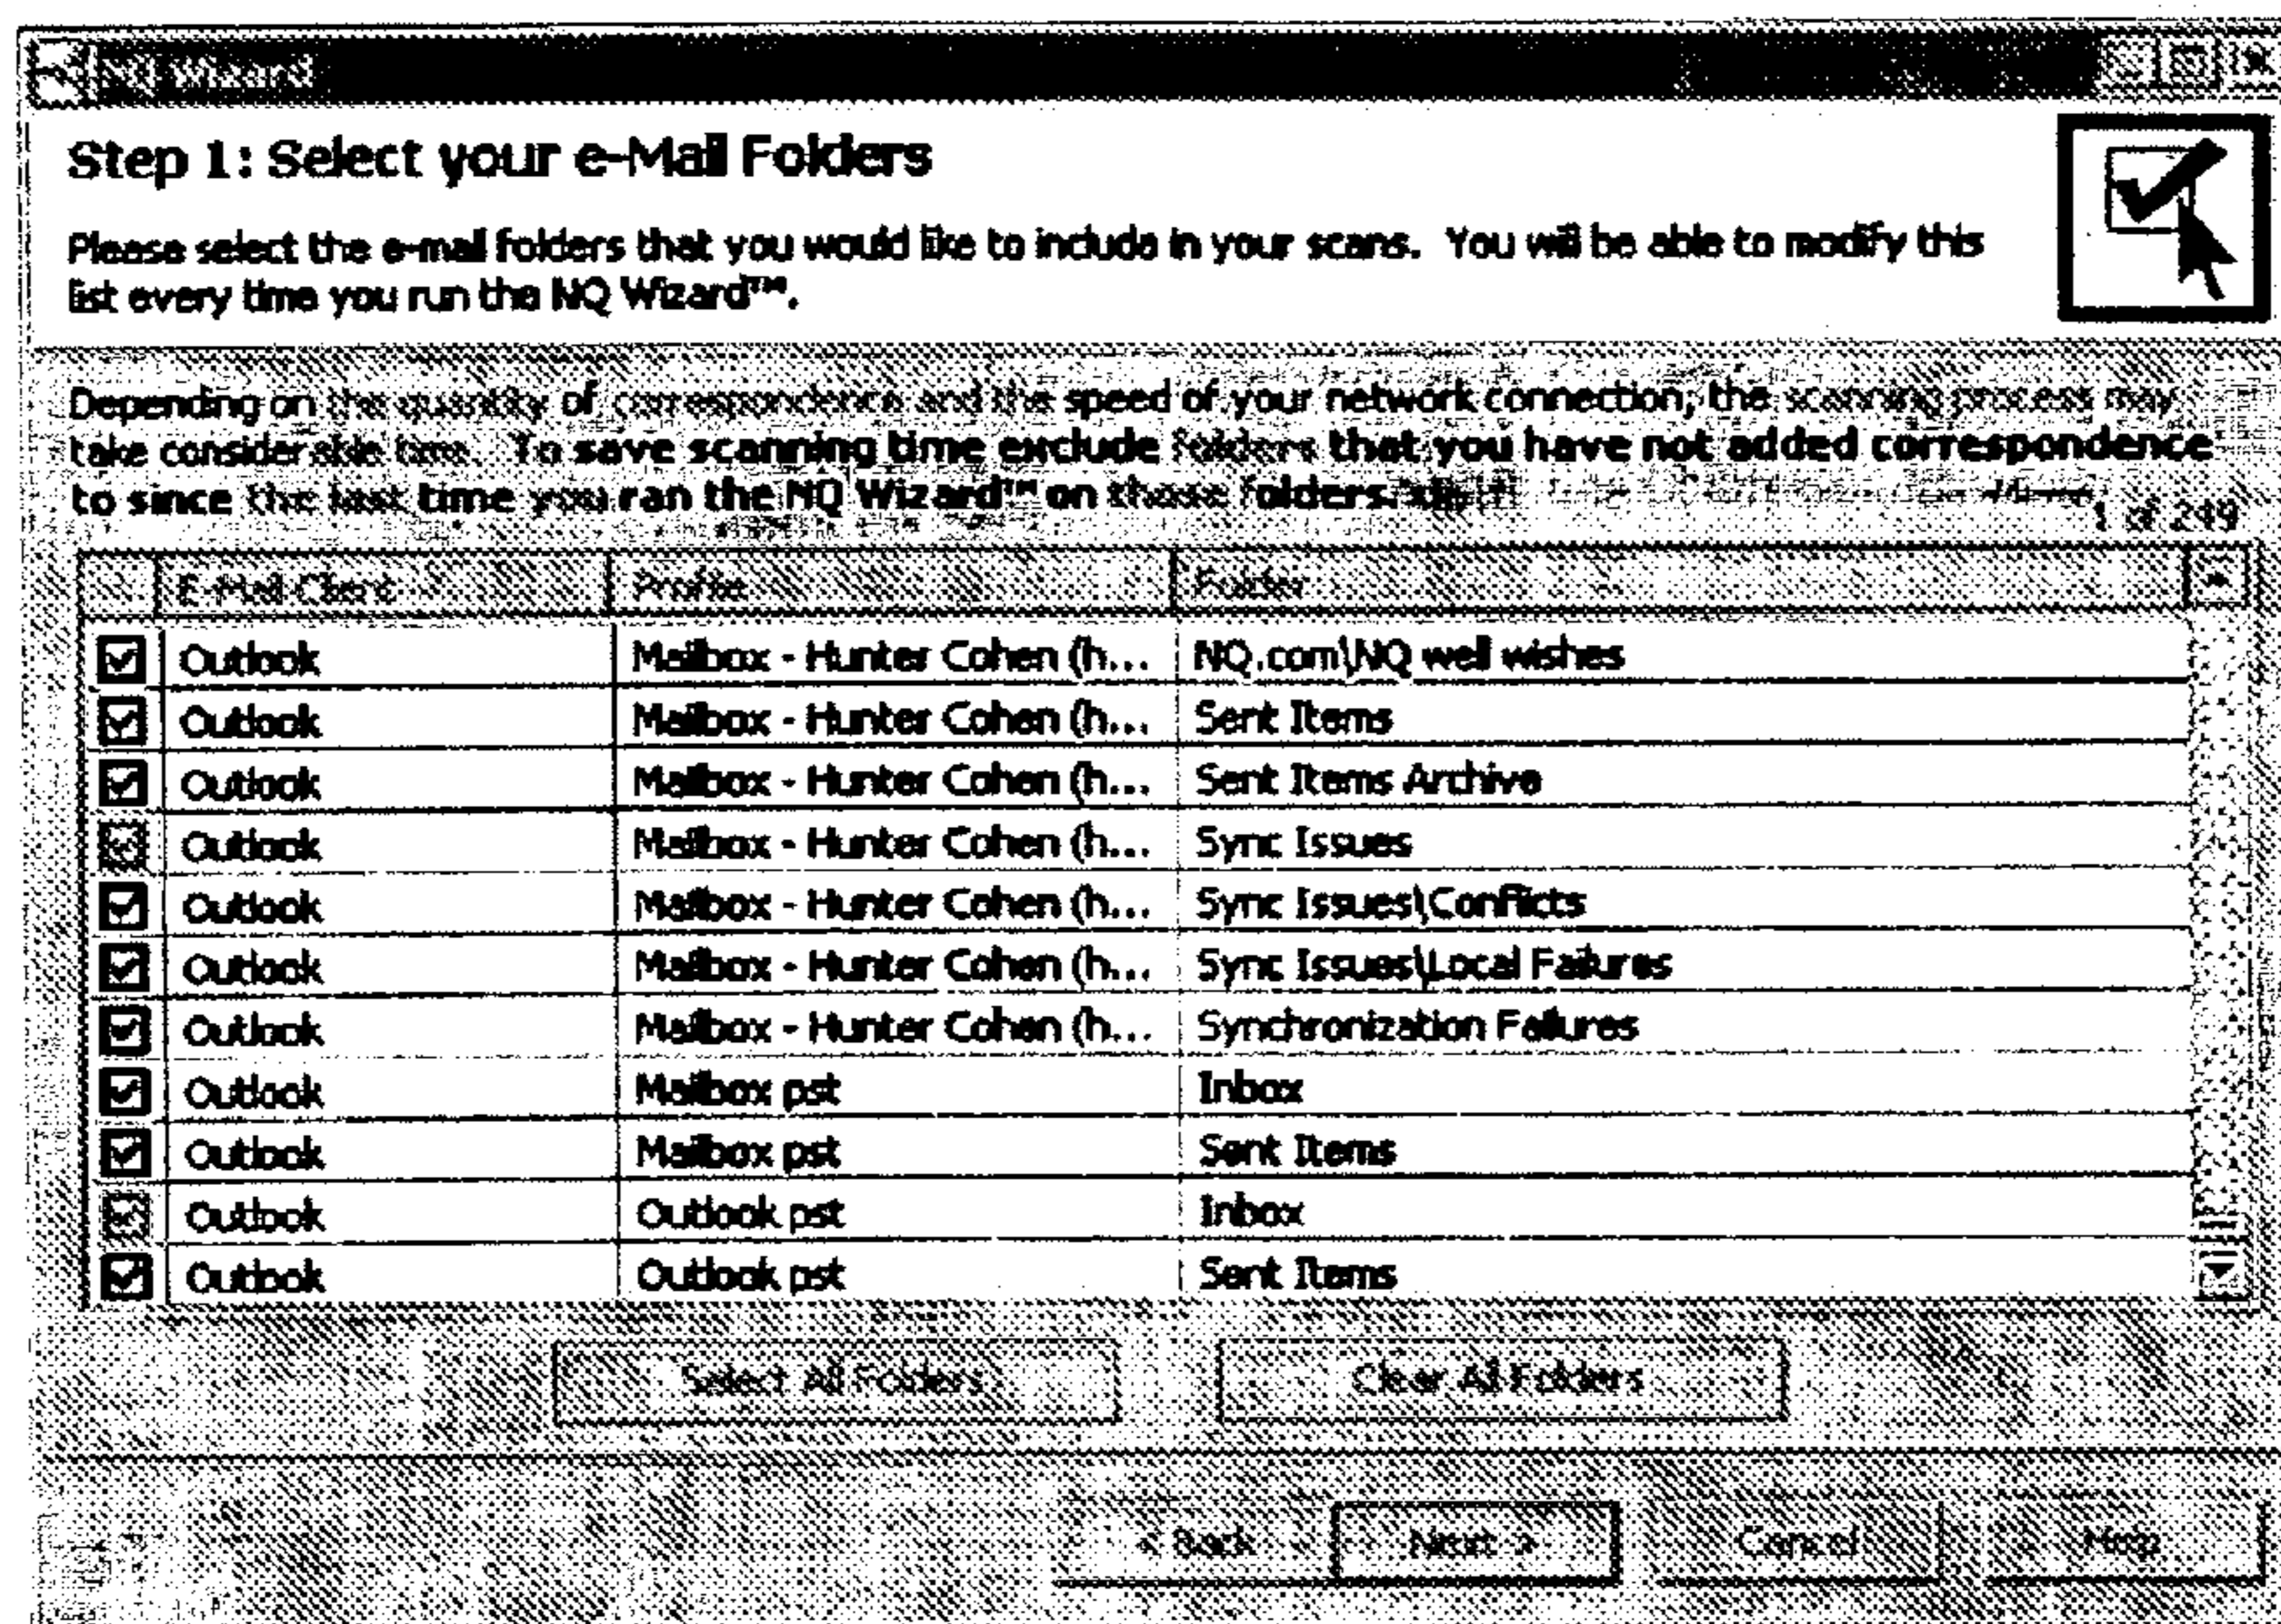 NQ Wizard
Step 1: Select your e-Mail Folders
Please select the e-mail folders that you would like to include in your scans.  You will be able to modify this
list every time you run the NQ Wizard™.
Depending on the quantity of correspondence and the speed of your network connection, the scanning process may
take considerable time.  To save scanning time exclude folders that you have not added correspondence
to since the last time you ran the NQ Wizard™ on those folders.
1 of 249
E-Mail Client Profile Folder
Outlook Mailbox - Hunter Cohen (h... NQ.com\NQ well wishes
Outlook Mailbox - Hunter Cohen (h... Sent Items
Outlook Mailbox - Hunter Cohen (h... Sent Items Archive
Outlook Mailbox - Hunter Cohen (h... Sync Issues
Outlook Mailbox - Hunter Cohen (h... Sync Issues\Conflicts
Outlook Mailbox - Hunter Cohen (h... Sync Issues\Local Failures
Outlook Mailbox - Hunter Cohen (h... Synchronization Failures
Outlook Mailbox pst Inbox
Outlook Mailbox pst Sent Items
Outlook Outlook pst Inbox
Outlook Outlook pst Sent Items
Select All Folders Clear All Folders
< Back Next > Cancel Help